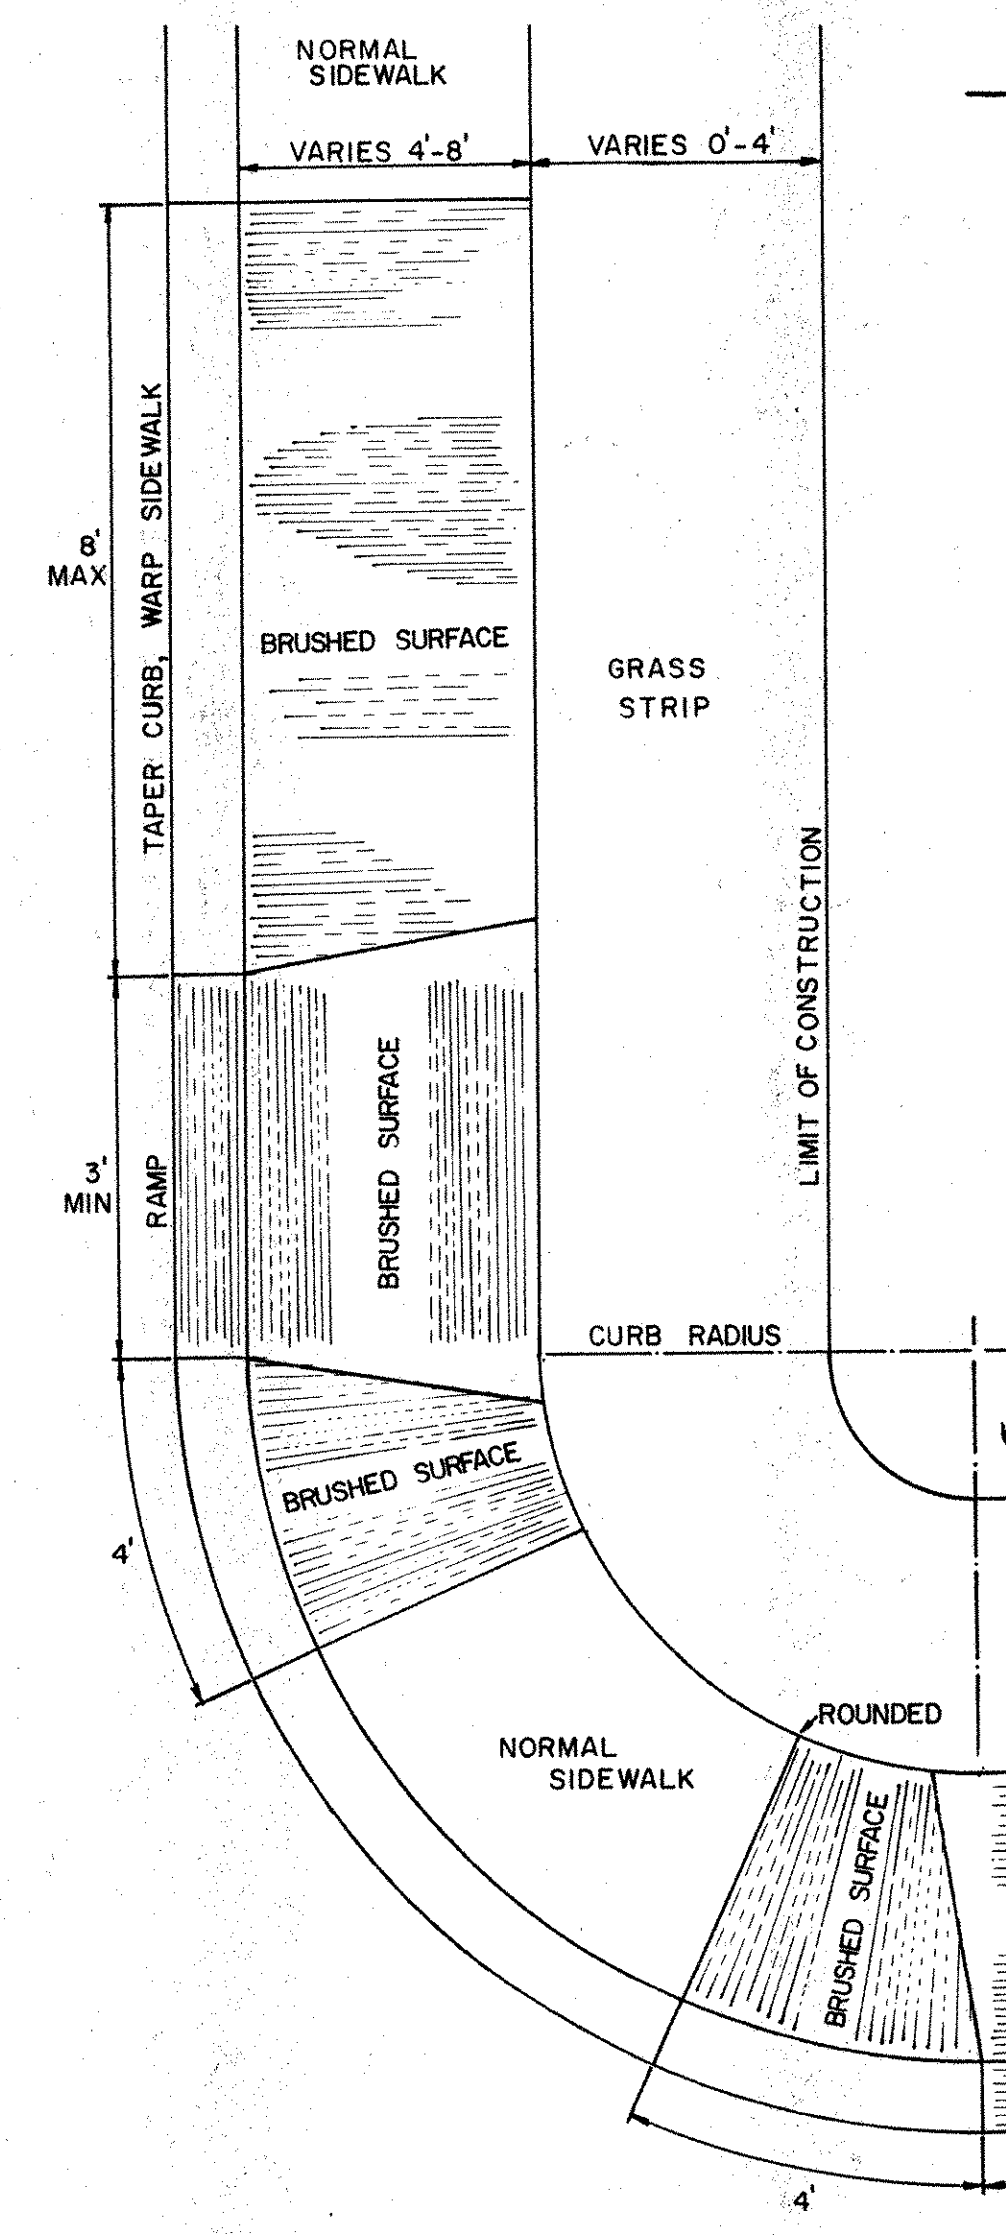 NORMAL
SIDEWALK
VARIES 4'-8'
VARIES 0'-4'
TAPER CURB, WARP SIDEWALK
8'
MAX
BRUSHED SURFACE
GRASS
STRIP
LIMIT OF CONSTRUCTION
BRUSHED SURFACE
3'
MIN
RAMP
CURB RADIUS
BRUSHED SURFACE
4'
ROUNDED
NORMAL
SIDEWALK
BRUSHED SURFACE
4'